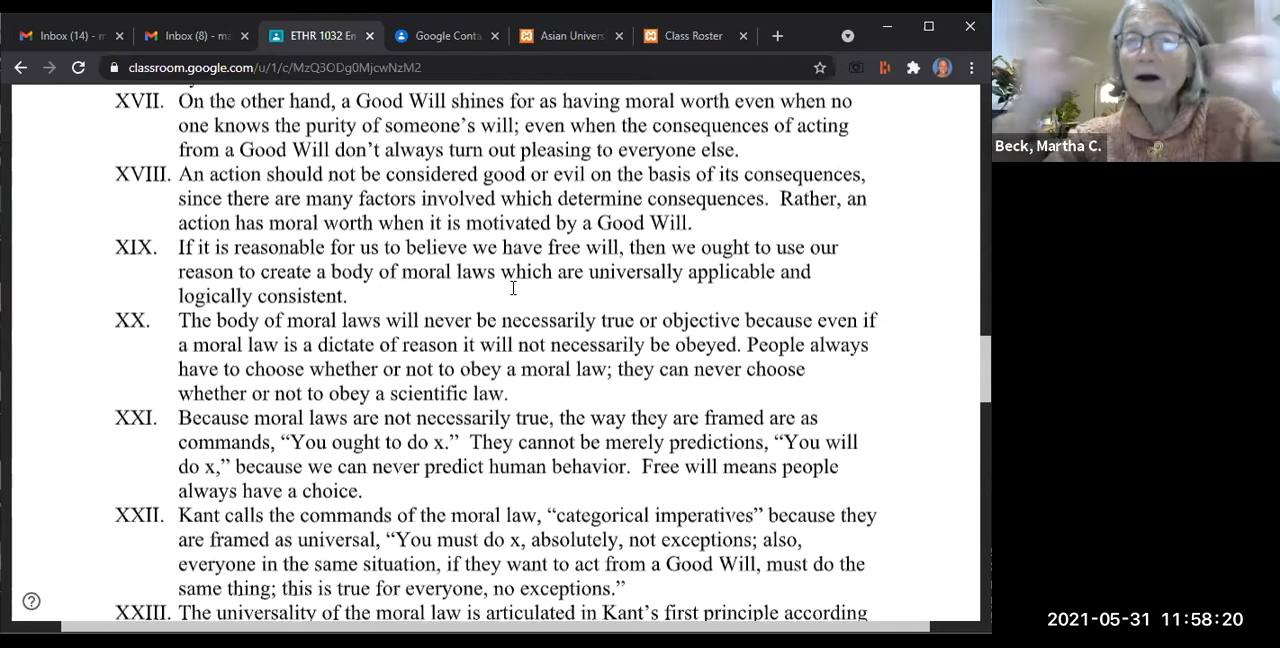 Inbox (14) - m
Inbox (8) - ma
ETHR 1032 En
Google Conta
Asian Univers
Class Roster
classroom.google.com/u/1/c/MzQ3ODg0MjcwNzM2
XVII. On the other hand, a Good Will shines for as having moral worth even when no
one knows the purity of someone's will; even when the consequences of acting
from a Good Will don't always turn out pleasing to everyone else.
XVIII. An action should not be considered good or evil on the basis of its consequences,
since there are many factors involved which determine consequences. Rather, an
action has moral worth when it is motivated by a Good Will.
XIX. If it is reasonable for us to believe we have free will, then we ought to use our
reason to create a body of moral laws which are universally applicable and
logically consistent.
XX. The body of moral laws will never be necessarily true or objective because even if
a moral law is a dictate of reason it will not necessarily be obeyed. People always
have to choose whether or not to obey a moral law; they can never choose
whether or not to obey a scientific law.
XXI. Because moral laws are not necessarily true, the way they are framed are as
commands, “You ought to do x.” They cannot be merely predictions, “You will
do x,” because we can never predict human behavior. Free will means people
always have a choice.
XXII. Kant calls the commands of the moral law, “categorical imperatives” because they
are framed as universal, “You must do x, absolutely, not exceptions; also,
everyone in the same situation, if they want to act from a Good Will, must do the
same thing; this is true for everyone, no exceptions.”
XXIII. The universality of the moral law is articulated in Kant's first principle according
Beck, Martha C.
2021-05-31 11:58:20